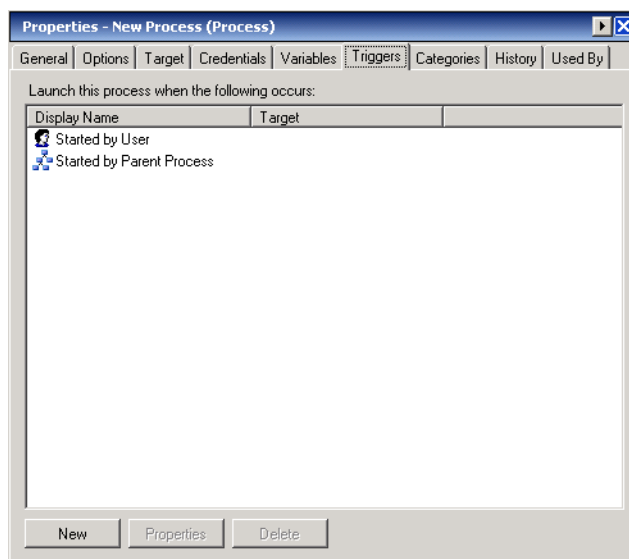 Properties - New Process (Process)
General Options Target Credentials Variables Triggers Categories History Used By
Launch this process when the following occurs:
Display Name Target
Started by User
Started by Parent Process
New Properties Delete